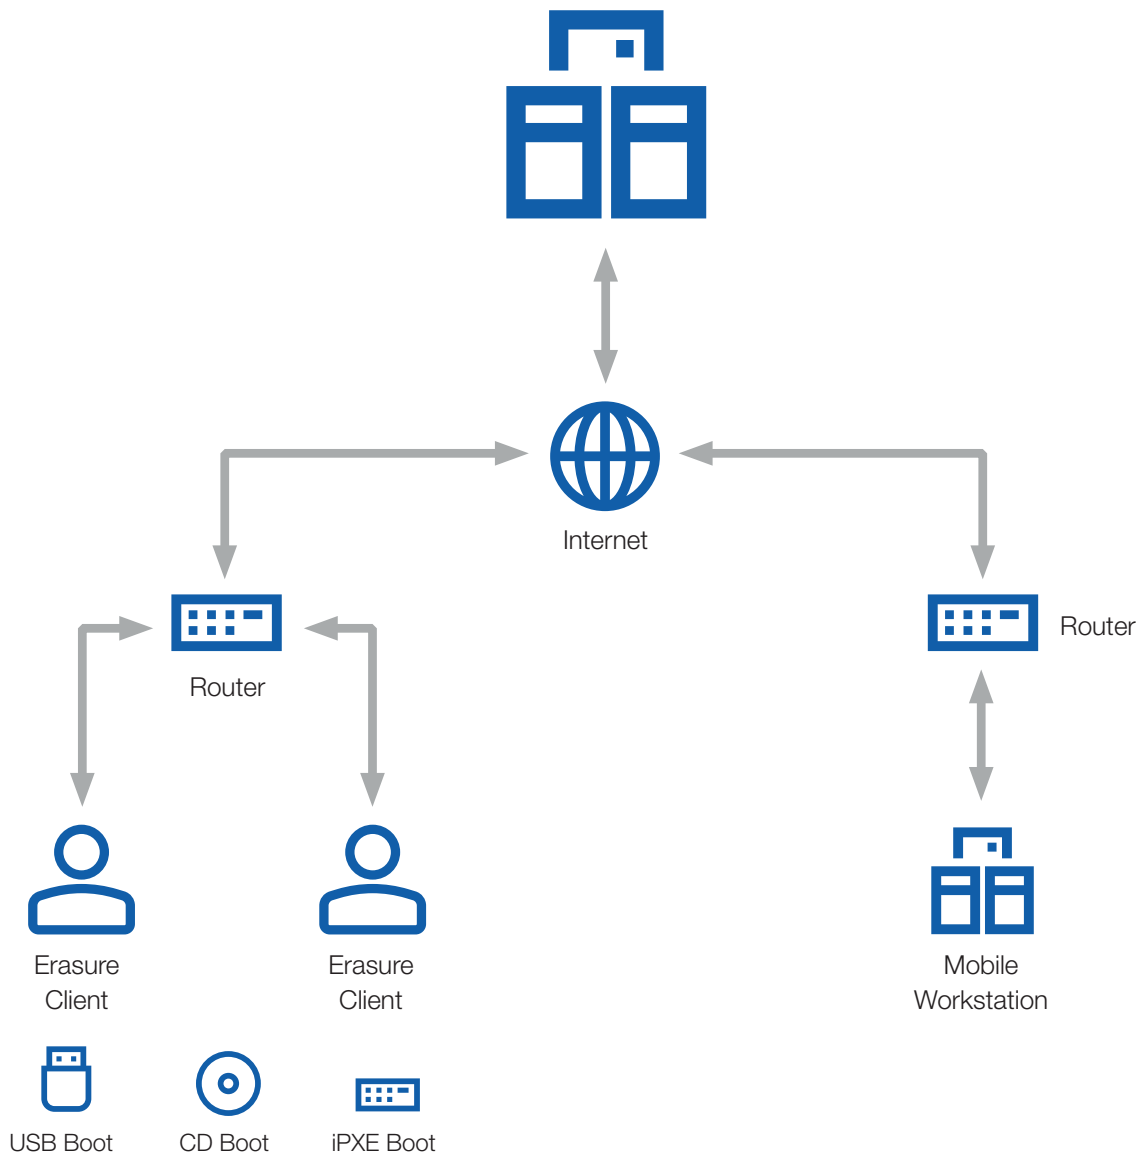 Internet
Router
Router
Erasure
Client
Erasure
Client
Mobile
Workstation
USB Boot
CD Boot
iPXE Boot